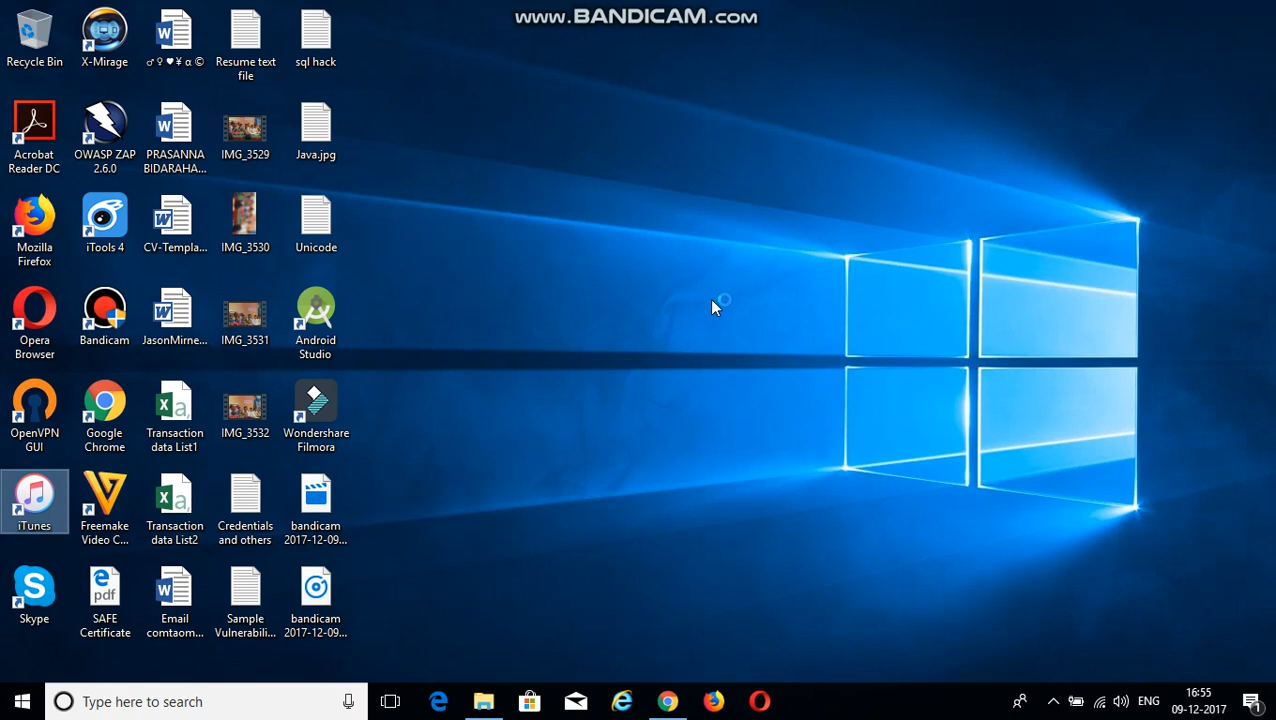 www.BANDICAM.com
Recycle Bin
X-Mirage
♂♀♥¥ α ©
Resume text
file
sql hack
Acrobat
Reader DC
OWASP ZAP
2.6.0
PRASANNA
BIDARAHA...
IMG_3529
Java.jpg
Mozilla
Firefox
iTools 4
CV-Templa...
IMG_3530
Unicode
Opera
Browser
Bandicam
JasonMirne...
IMG_3531
Android
Studio
OpenVPN
GUI
Google
Chrome
Transaction
data List1
IMG_3532
Wondershare
Filmora
iTunes
Freemake
Video C...
Transaction
data List2
Credentials
and others
bandicam
2017-12-09...
Skype
pdf
SAFE
Certificate
Email
comtaom...
Sample
Vulnerabili...
bandicam
2017-12-09...
Type here to search
ENG
16:55
09-12-2017